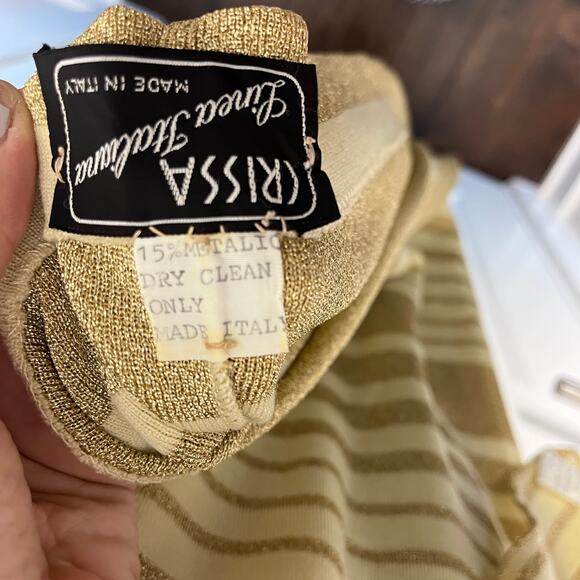 CRISSA
Linea Italiana
MADE IN ITALY
15% METALIC
DRY CLEAN
ONLY
MADE ITALY